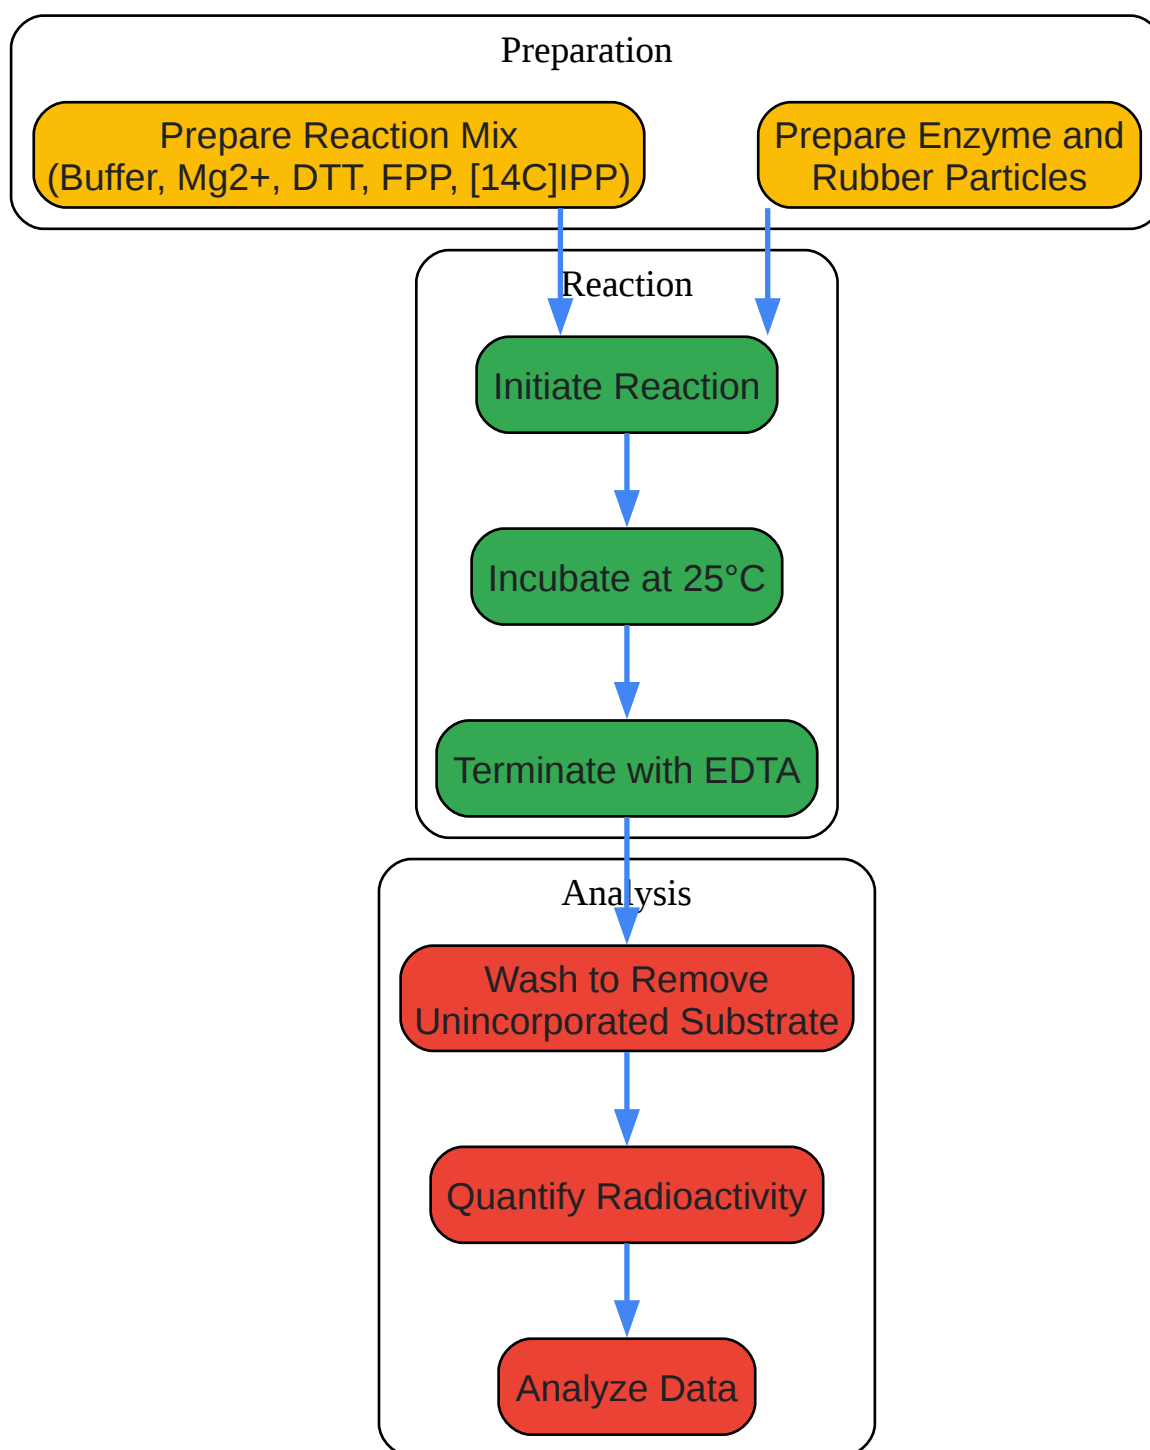 Preparation
Prepare Reaction Mix
(Buffer, Mg2+, DTT, FPP, [14C]IPP)
Prepare Enzyme and
Rubber Particles
Reaction
Initiate Reaction
Incubate at 25°C
Terminate with EDTA
Analysis
Wash to Remove
Unincorporated Substrate
Quantify Radioactivity
Analyze Data